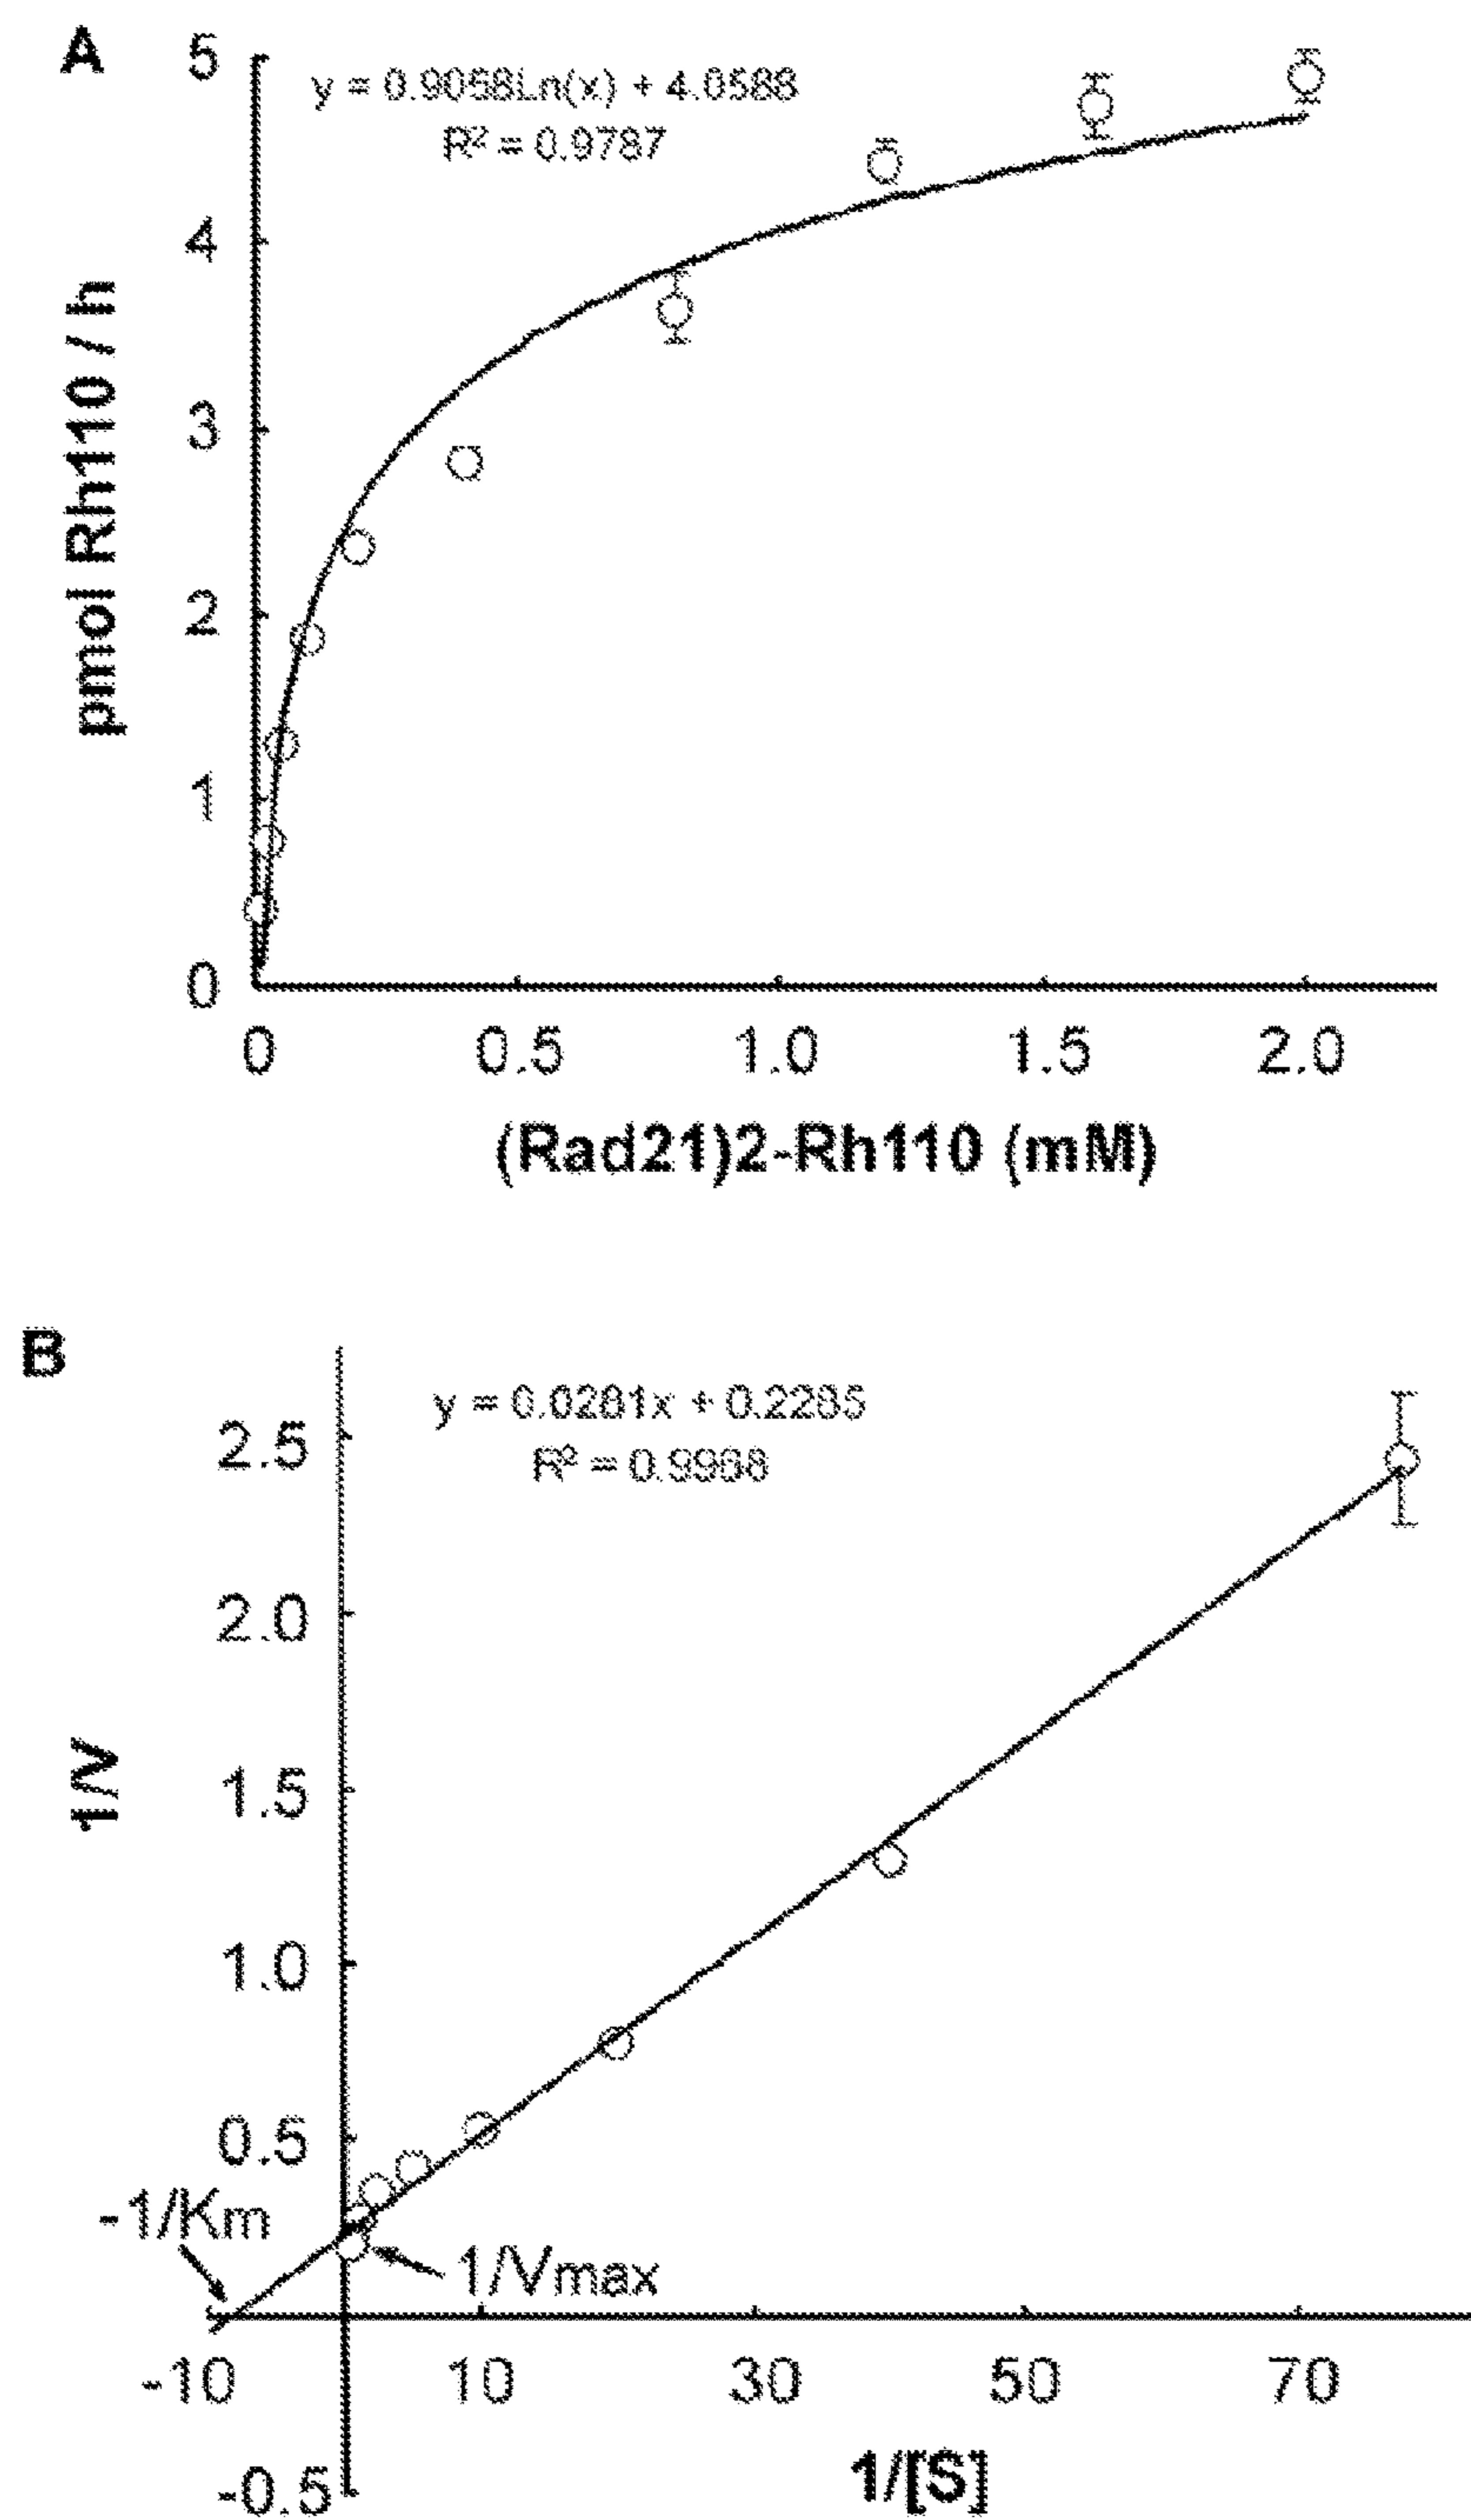 A
5
y = 0.9058Ln(x) + 4.0588
R² = 0.9787
4
3
2
1
0
pmol Rh110 / h
0 0.5 1.0 1.5 2.0
(Rad21)2-Rh110 (mM)
B
y = 0.0281x + 0.2285
R² = 0.9968
2.5
2.0
1.5
1.0
0.5
1/V
-1/Km
1/Vmax
-10 10 30 50 70
-0.5
1/[S]